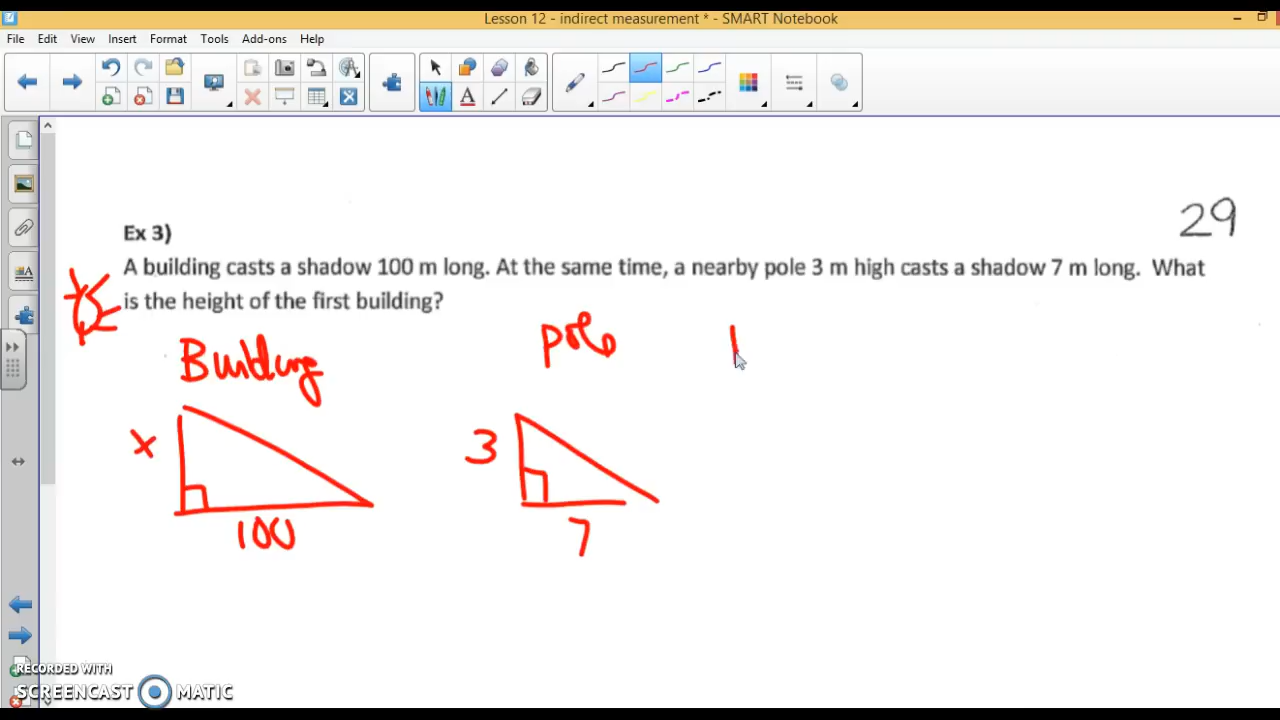 Lesson 12 - indirect measurement * - SMART Notebook
File Edit View Insert Format Tools Add-ons Help
29
Ex 3)
A building casts a shadow 100 m long. At the same time, a nearby pole 3 m high casts a shadow 7 m long. What
is the height of the first building?
Building
pole
x
3
100
7
RECORDED WITH
SCREENCAST MATIC